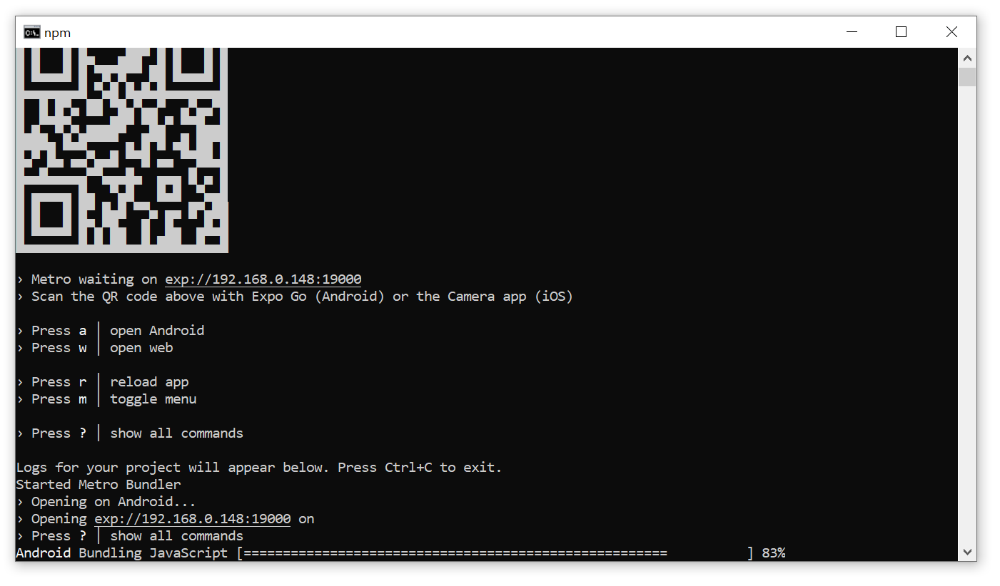 npm
› Metro waiting on exp://192.168.0.148:19000
› Scan the QR code above with Expo Go (Android) or the Camera app (iOS)
› Press a │ open Android
› Press w │ open web
› Press r │ reload app
› Press m │ toggle menu
› Press ? │ show all commands
Logs for your project will appear below. Press Ctrl+C to exit.
Started Metro Bundler
› Opening on Android...
› Opening exp://192.168.0.148:19000 on
› Press ? │ show all commands
Android Bundling JavaScript [======================================================          ] 83%